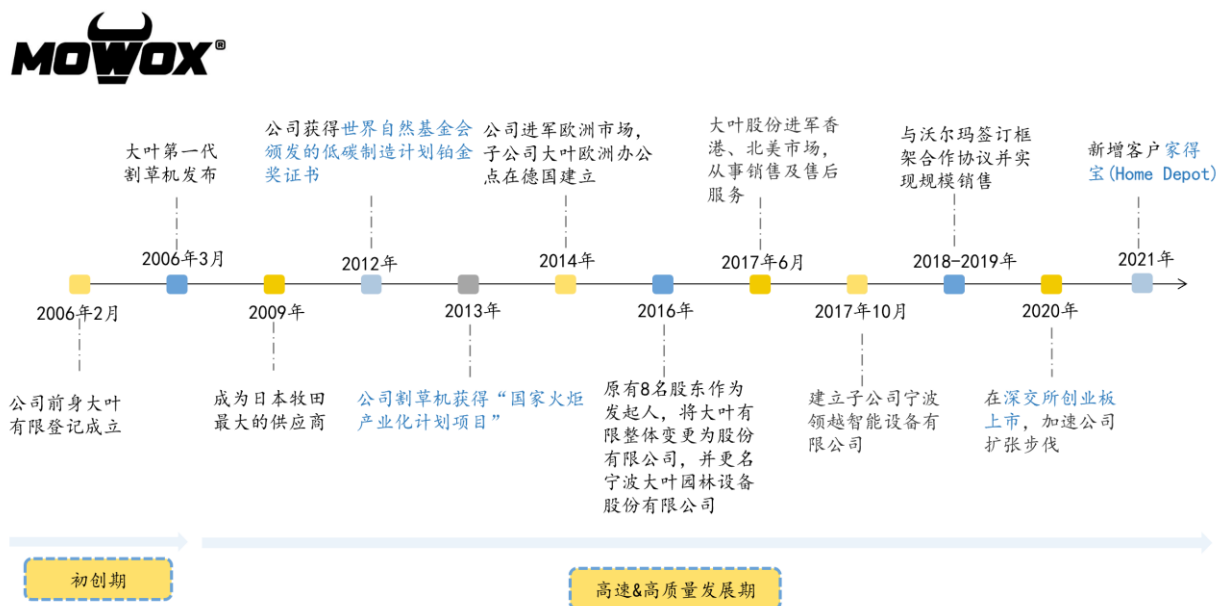 MOWOX®
大叶第一代
割草机发布
公司获得世界自然基金会
颁发的低碳制造计划铂金
奖证书
公司进军欧洲市场，
子公司大叶欧洲办公
点在德国建立
大叶股份进军香
港、北美市场，
从事销售及售后
服务
与沃尔玛签订框
架合作协议并实
现规模销售
新增客户家得
宝(Home Depot)
2006年3月
2012年
2014年
2017年6月
2018-2019年
2021年
2006年2月
2009年
2013年
2016年
2017年10月
2020年
公司前身大叶
有限登记成立
成为日本牧田
最大的供应商
公司割草机获得“国家火炬
产业化计划项目”
原有8名股东作为
发起人，将大叶有
限整体变更为股份
有限公司，并更名
宁波大叶园林设备
股份有限公司
建立子公司宁波
领越智能设备有
限公司
在深交所创业板
上市，加速公司
扩张步伐
初创期
高速&高质量发展期